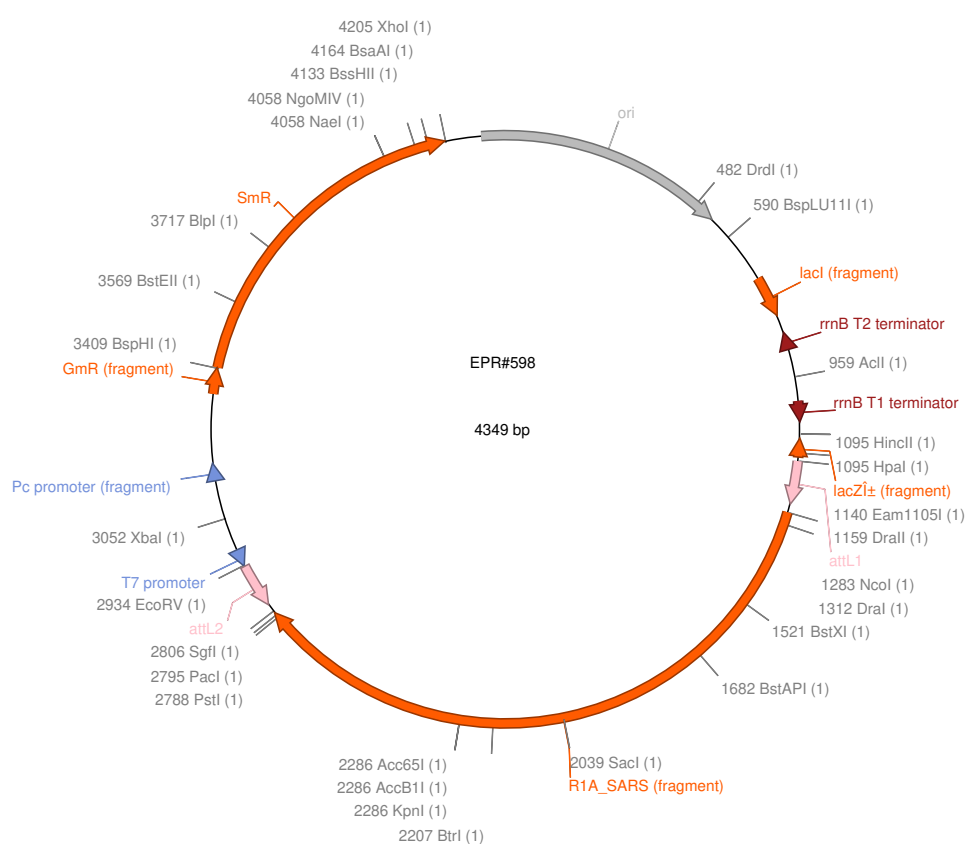 4205 XhoI (1)
4164 BsaAI (1)
4133 BssHII (1)
4058 NgoMIV (1)
4058 NaeI (1)
ori
482 DrdI (1)
590 BspLU11I (1)
SmR
3717 BlpI (1)
lacI (fragment)
3569 BstEII (1)
rrnB T2 terminator
3409 BspHI (1)
GmR (fragment)
EPR#598
959 AclI (1)
rrnB T1 terminator
4349 bp
1095 HincII (1)
1095 HpaI (1)
Pc promoter (fragment)
lacZÎ± (fragment)
1140 Eam1105I (1)
3052 XbaI (1)
1159 DraII (1)
attL1
T7 promoter
1283 NcoI (1)
2934 EcoRV (1)
1312 DraI (1)
attL2
1521 BstXI (1)
2806 SgfI (1)
2795 PacI (1)
1682 BstAPI (1)
2788 PstI (1)
2039 SacI (1)
2286 Acc65I (1)
R1A_SARS (fragment)
2286 AccB1I (1)
2286 KpnI (1)
2207 BtrI (1)